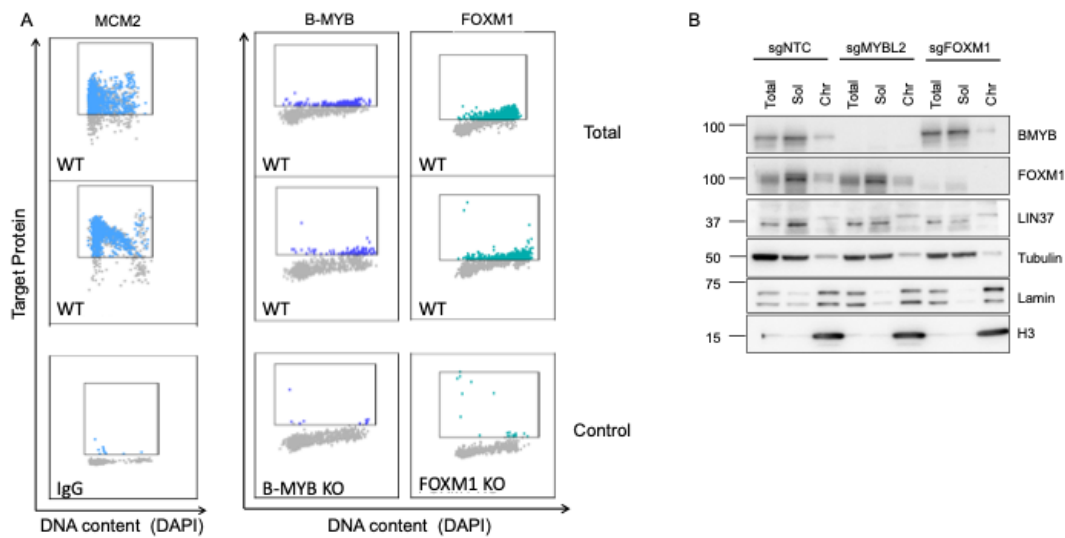 A
MCM2
B-MYB
FOXM1
WT
WT
WT
Total
WT
WT
WT
IgG
B-MYB KO
FOXM1 KO
Control
Target Protein
DNA content (DAPI)
DNA content (DAPI)
B
sgNTC
sgMYBL2
sgFOXM1
Total
Sol
Chr
Total
Sol
Chr
Total
Sol
Chr
100
BMYB
100
FOXM1
37
LIN37
50
Tubulin
75
Lamin
15
H3